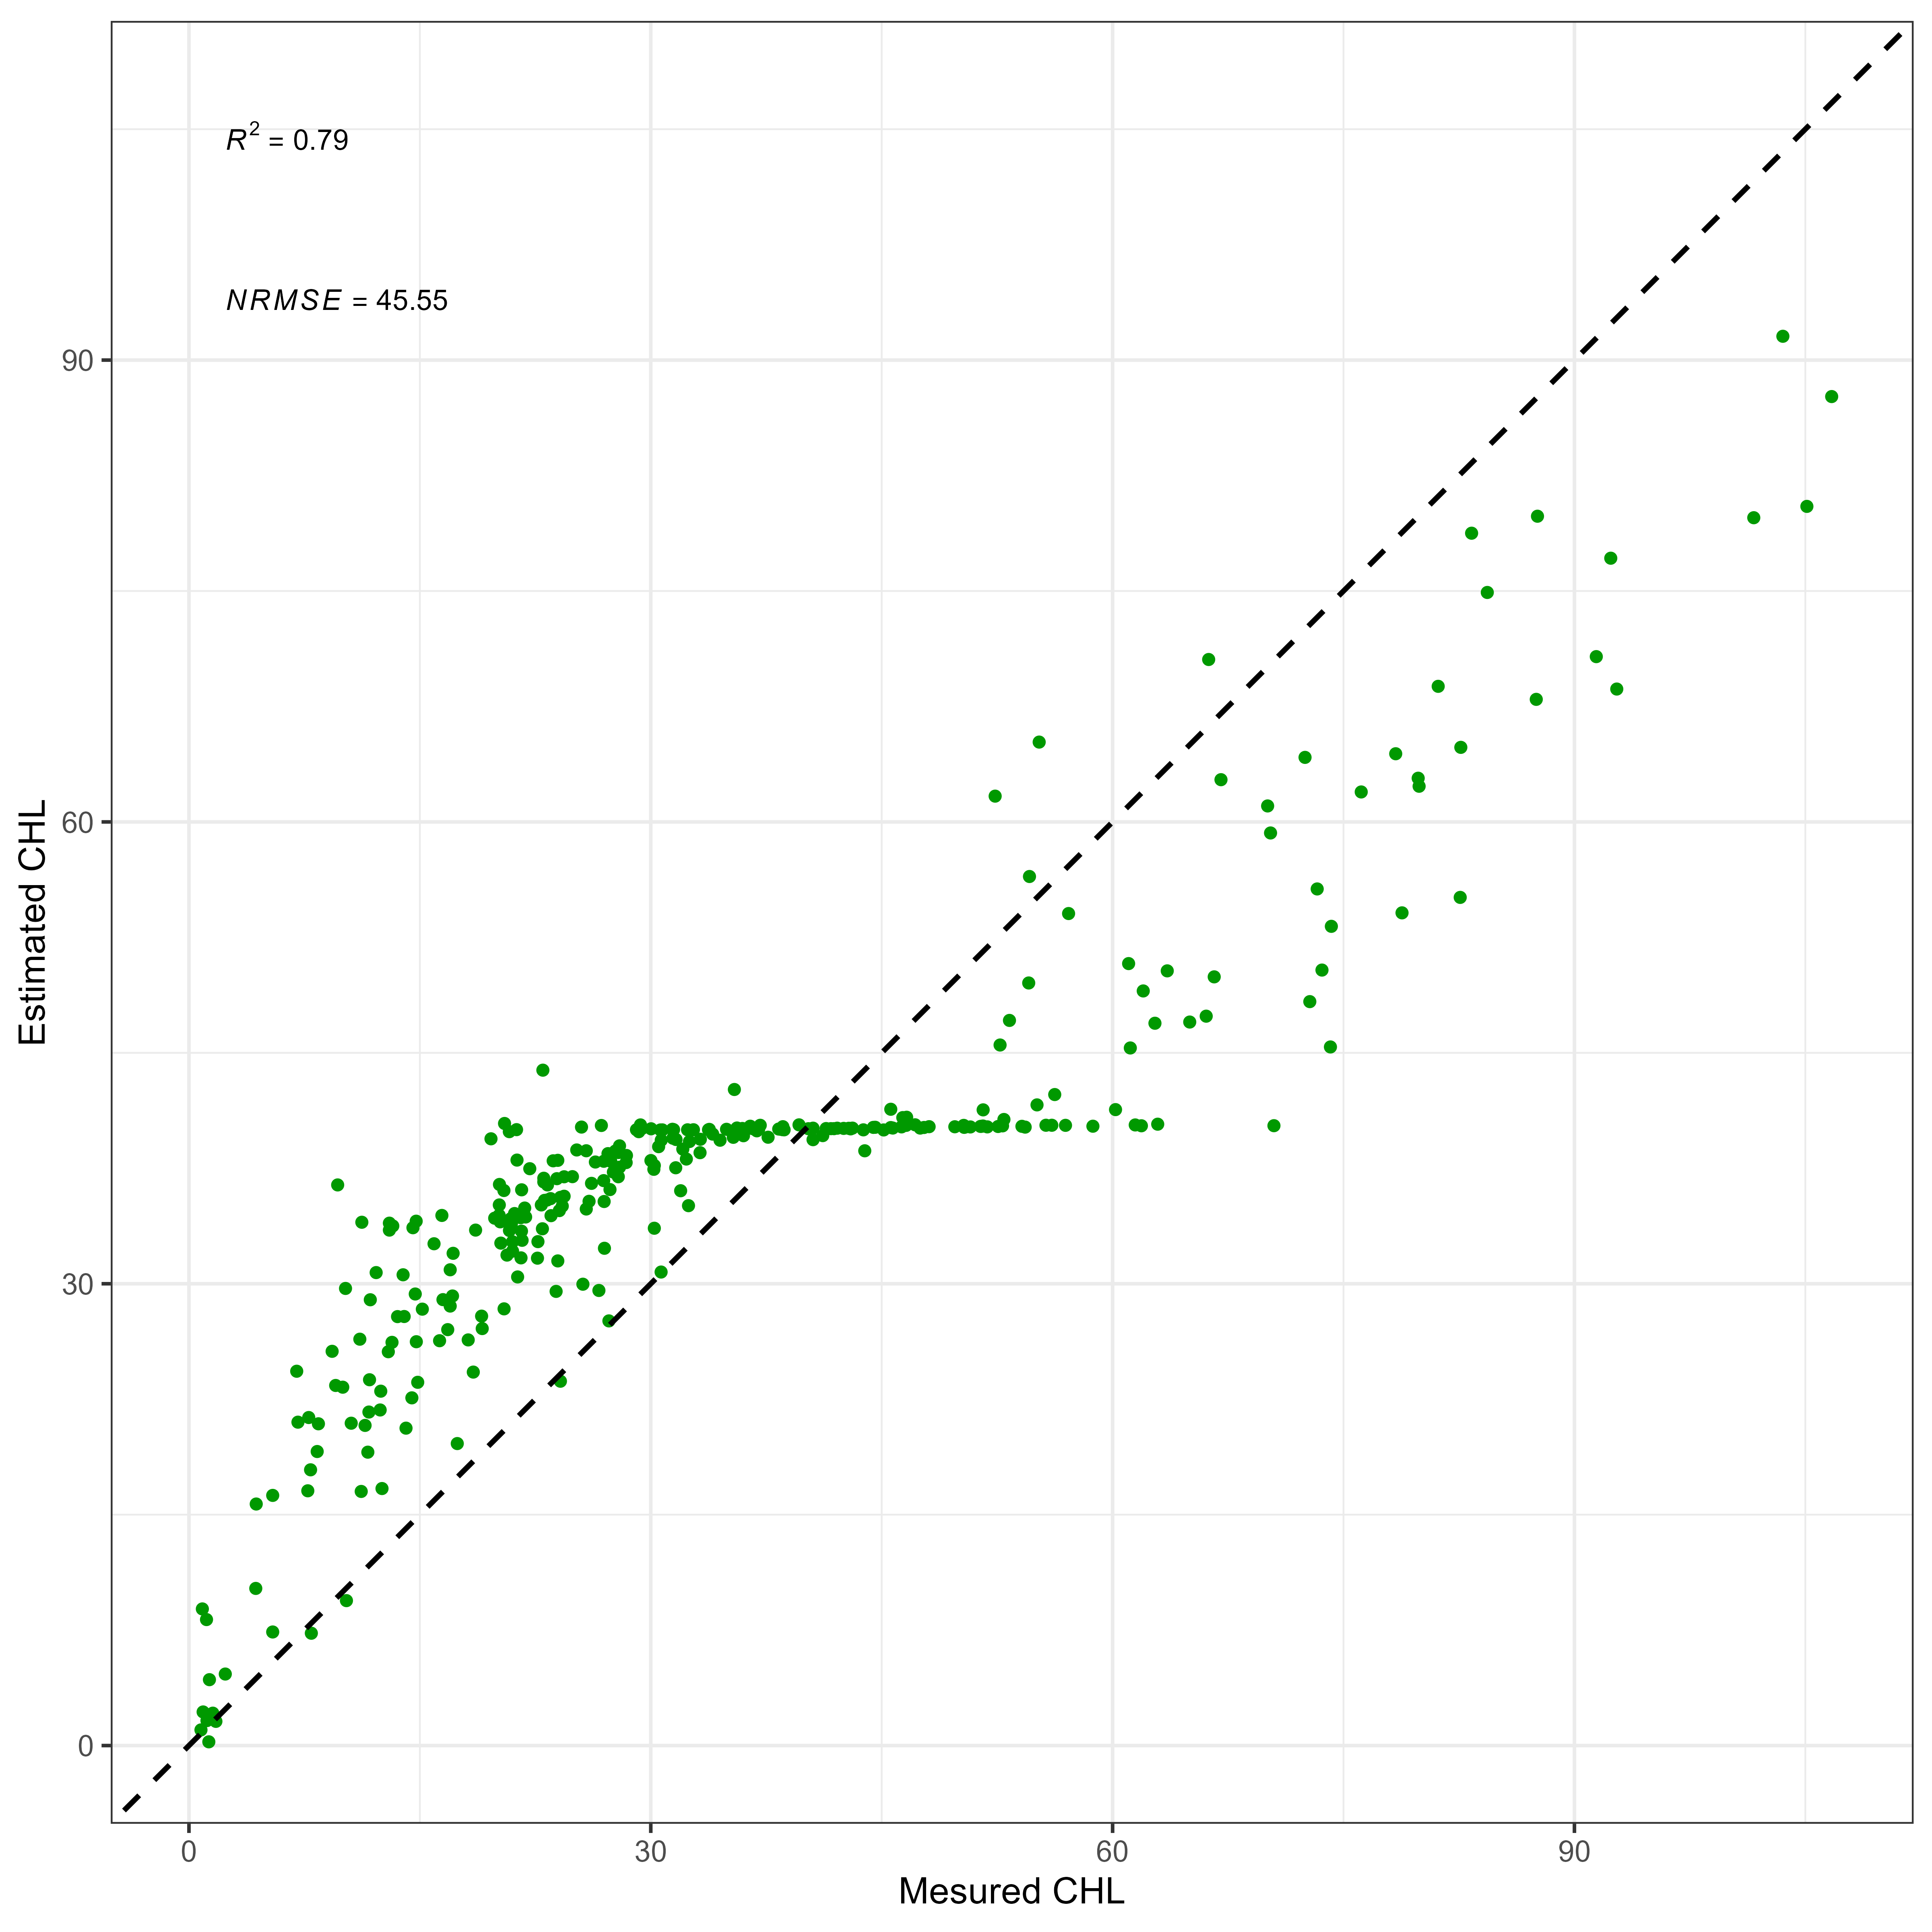 R² = 0.79
NRMSE = 45.55
90
60
30
0
Estimated CHL
0 30 60 90
Mesured CHL